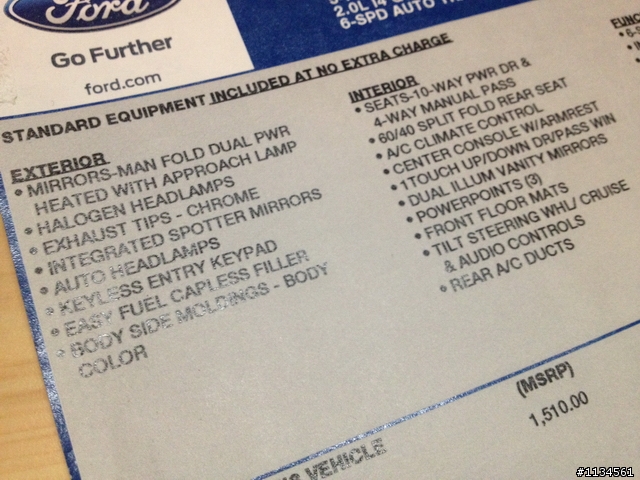 Ford
Go Further
ford.com
2.0L I4
6-SPD AUTO
STANDARD EQUIPMENT INCLUDED AT NO EXTRA CHARGE
EXTERIOR
• MIRRORS-MAN FOLD DUAL PWR
HEATED WITH APPROACH LAMP
• HALOGEN HEADLAMPS
• EXHAUST TIPS - CHROME
• INTEGRATED SPOTTER MIRRORS
• AUTO HEADLAMPS
• KEYLESS ENTRY KEYPAD
• EASY FUEL CAPLESS FILLER
• BODY SIDE MOLDINGS - BODY
COLOR
INTERIOR
• SEATS-10-WAY PWR DR &
4-WAY MANUAL PASS
• 60/40 SPLIT FOLD REAR SEAT
• A/C CLIMATE CONTROL
• CENTER CONSOLE W/ARMREST
• 1TOUCH UP/DOWN DR/PASS WIN
• DUAL ILLUM VANITY MIRRORS
• POWERPOINTS (3)
• FRONT FLOOR MATS
• TILT STEERING WHL/ CRUISE
& AUDIO CONTROLS
• REAR A/C DUCTS
(MSRP)
1,510.00
VEHICLE
#1134561